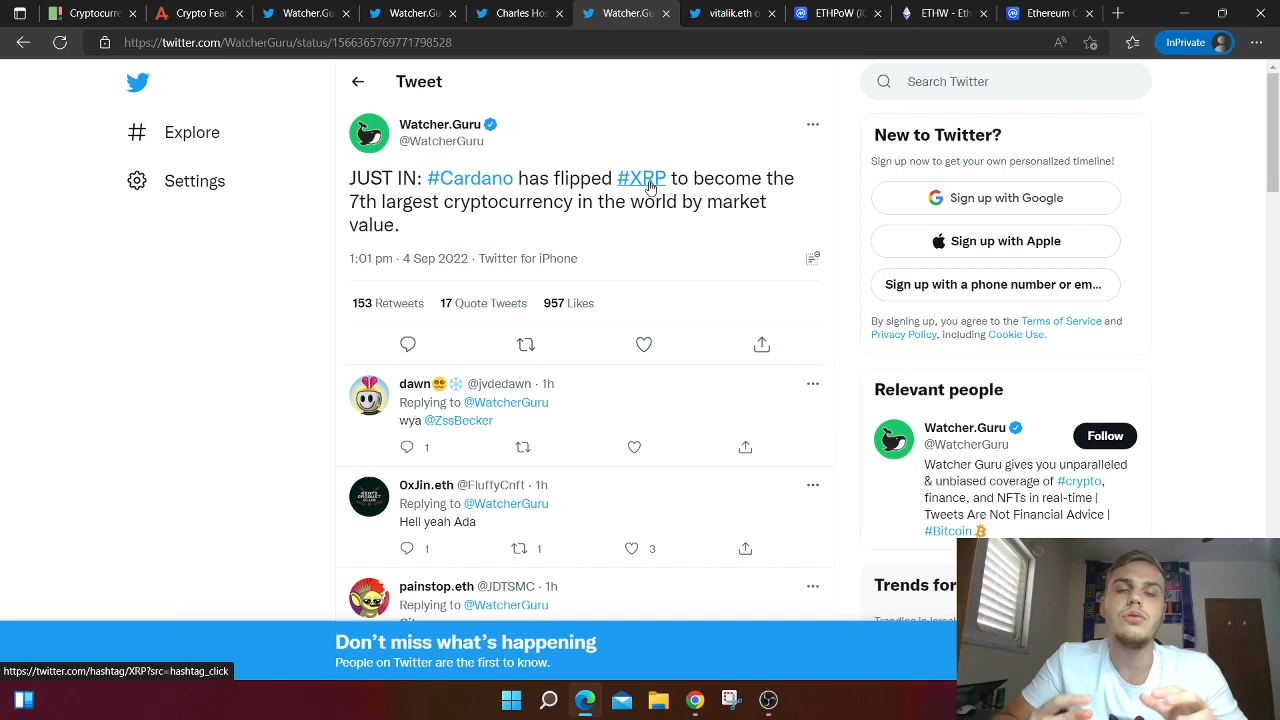 Cryptocurre
Crypto Fear
Watcher.Gu
Watcher.Gu
Charles Hos
Watcher.Gu
vitalik.eth o
ETHPoW (E
ETHW - Eth
Ethereum C
https://twitter.com/WatcherGuru/status/1566365769771798528
InPrivate
Tweet
Search Twitter
Explore
Settings
Watcher.Guru
@WatcherGuru
JUST IN: #Cardano has flipped #XRP to become the
7th largest cryptocurrency in the world by market
value.
1:01 pm · 4 Sep 2022 · Twitter for iPhone
153 Retweets 17 Quote Tweets 957 Likes
dawn😵‍💫❄️ @jvdedawn · 1h
Replying to @WatcherGuru
wya @ZssBecker
1
0xJin.eth @FluffyCnft · 1h
Replying to @WatcherGuru
Hell yeah Ada
1 1 3
painstop.eth @JDTSMC · 1h
Replying to @WatcherGuru
New to Twitter?
Sign up now to get your own personalized timeline!
Sign up with Google
Sign up with Apple
Sign up with a phone number or em...
By signing up, you agree to the Terms of Service and
Privacy Policy, including Cookie Use.
Relevant people
Watcher.Guru
@WatcherGuru
Follow
Watcher Guru gives you unparalleled
& unbiased coverage of #crypto,
finance, and NFTs in real-time |
Tweets Are Not Financial Advice |
#Bitcoin
Trends for
Don't miss what's happening
People on Twitter are the first to know.
https://twitter.com/hashtag/XRP?src=hashtag_click